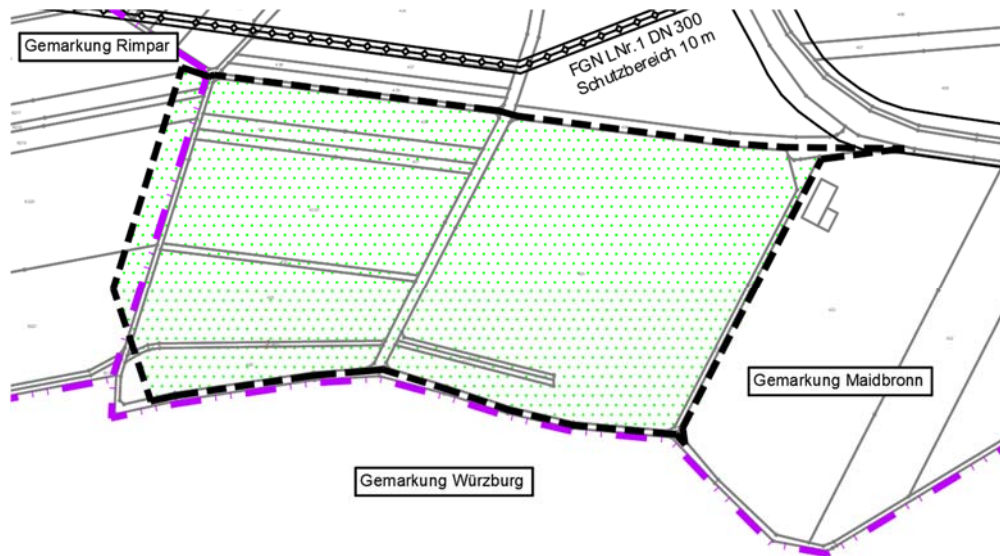 Gemarkung Rimpar
FGN LNr.1 DN 300
Schutzbereich 10 m
Gemarkung Maidbronn
Gemarkung Würzburg